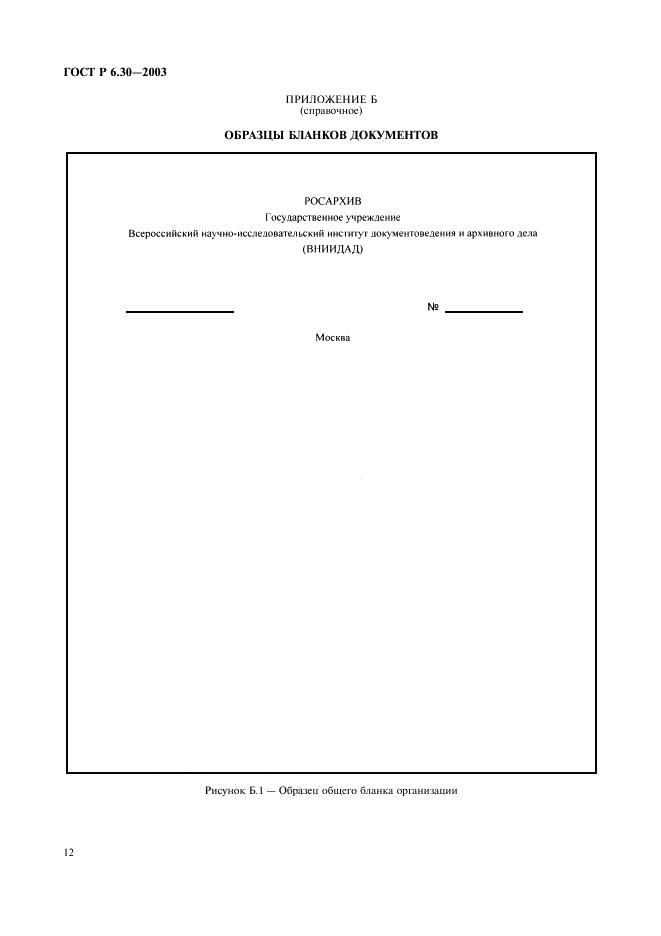 ГОСТ Р 6.30—2003
ПРИЛОЖЕНИЕ Б
(справочное)
ОБРАЗЦЫ БЛАНКОВ ДОКУМЕНТОВ
РОСАРХИВ
Государственное учреждение
Всероссийский научно-исследовательский институт документоведения и архивного дела
(ВНИИДАД)
№
Москва
Рисунок Б.1 — Образец общего бланка организации
12